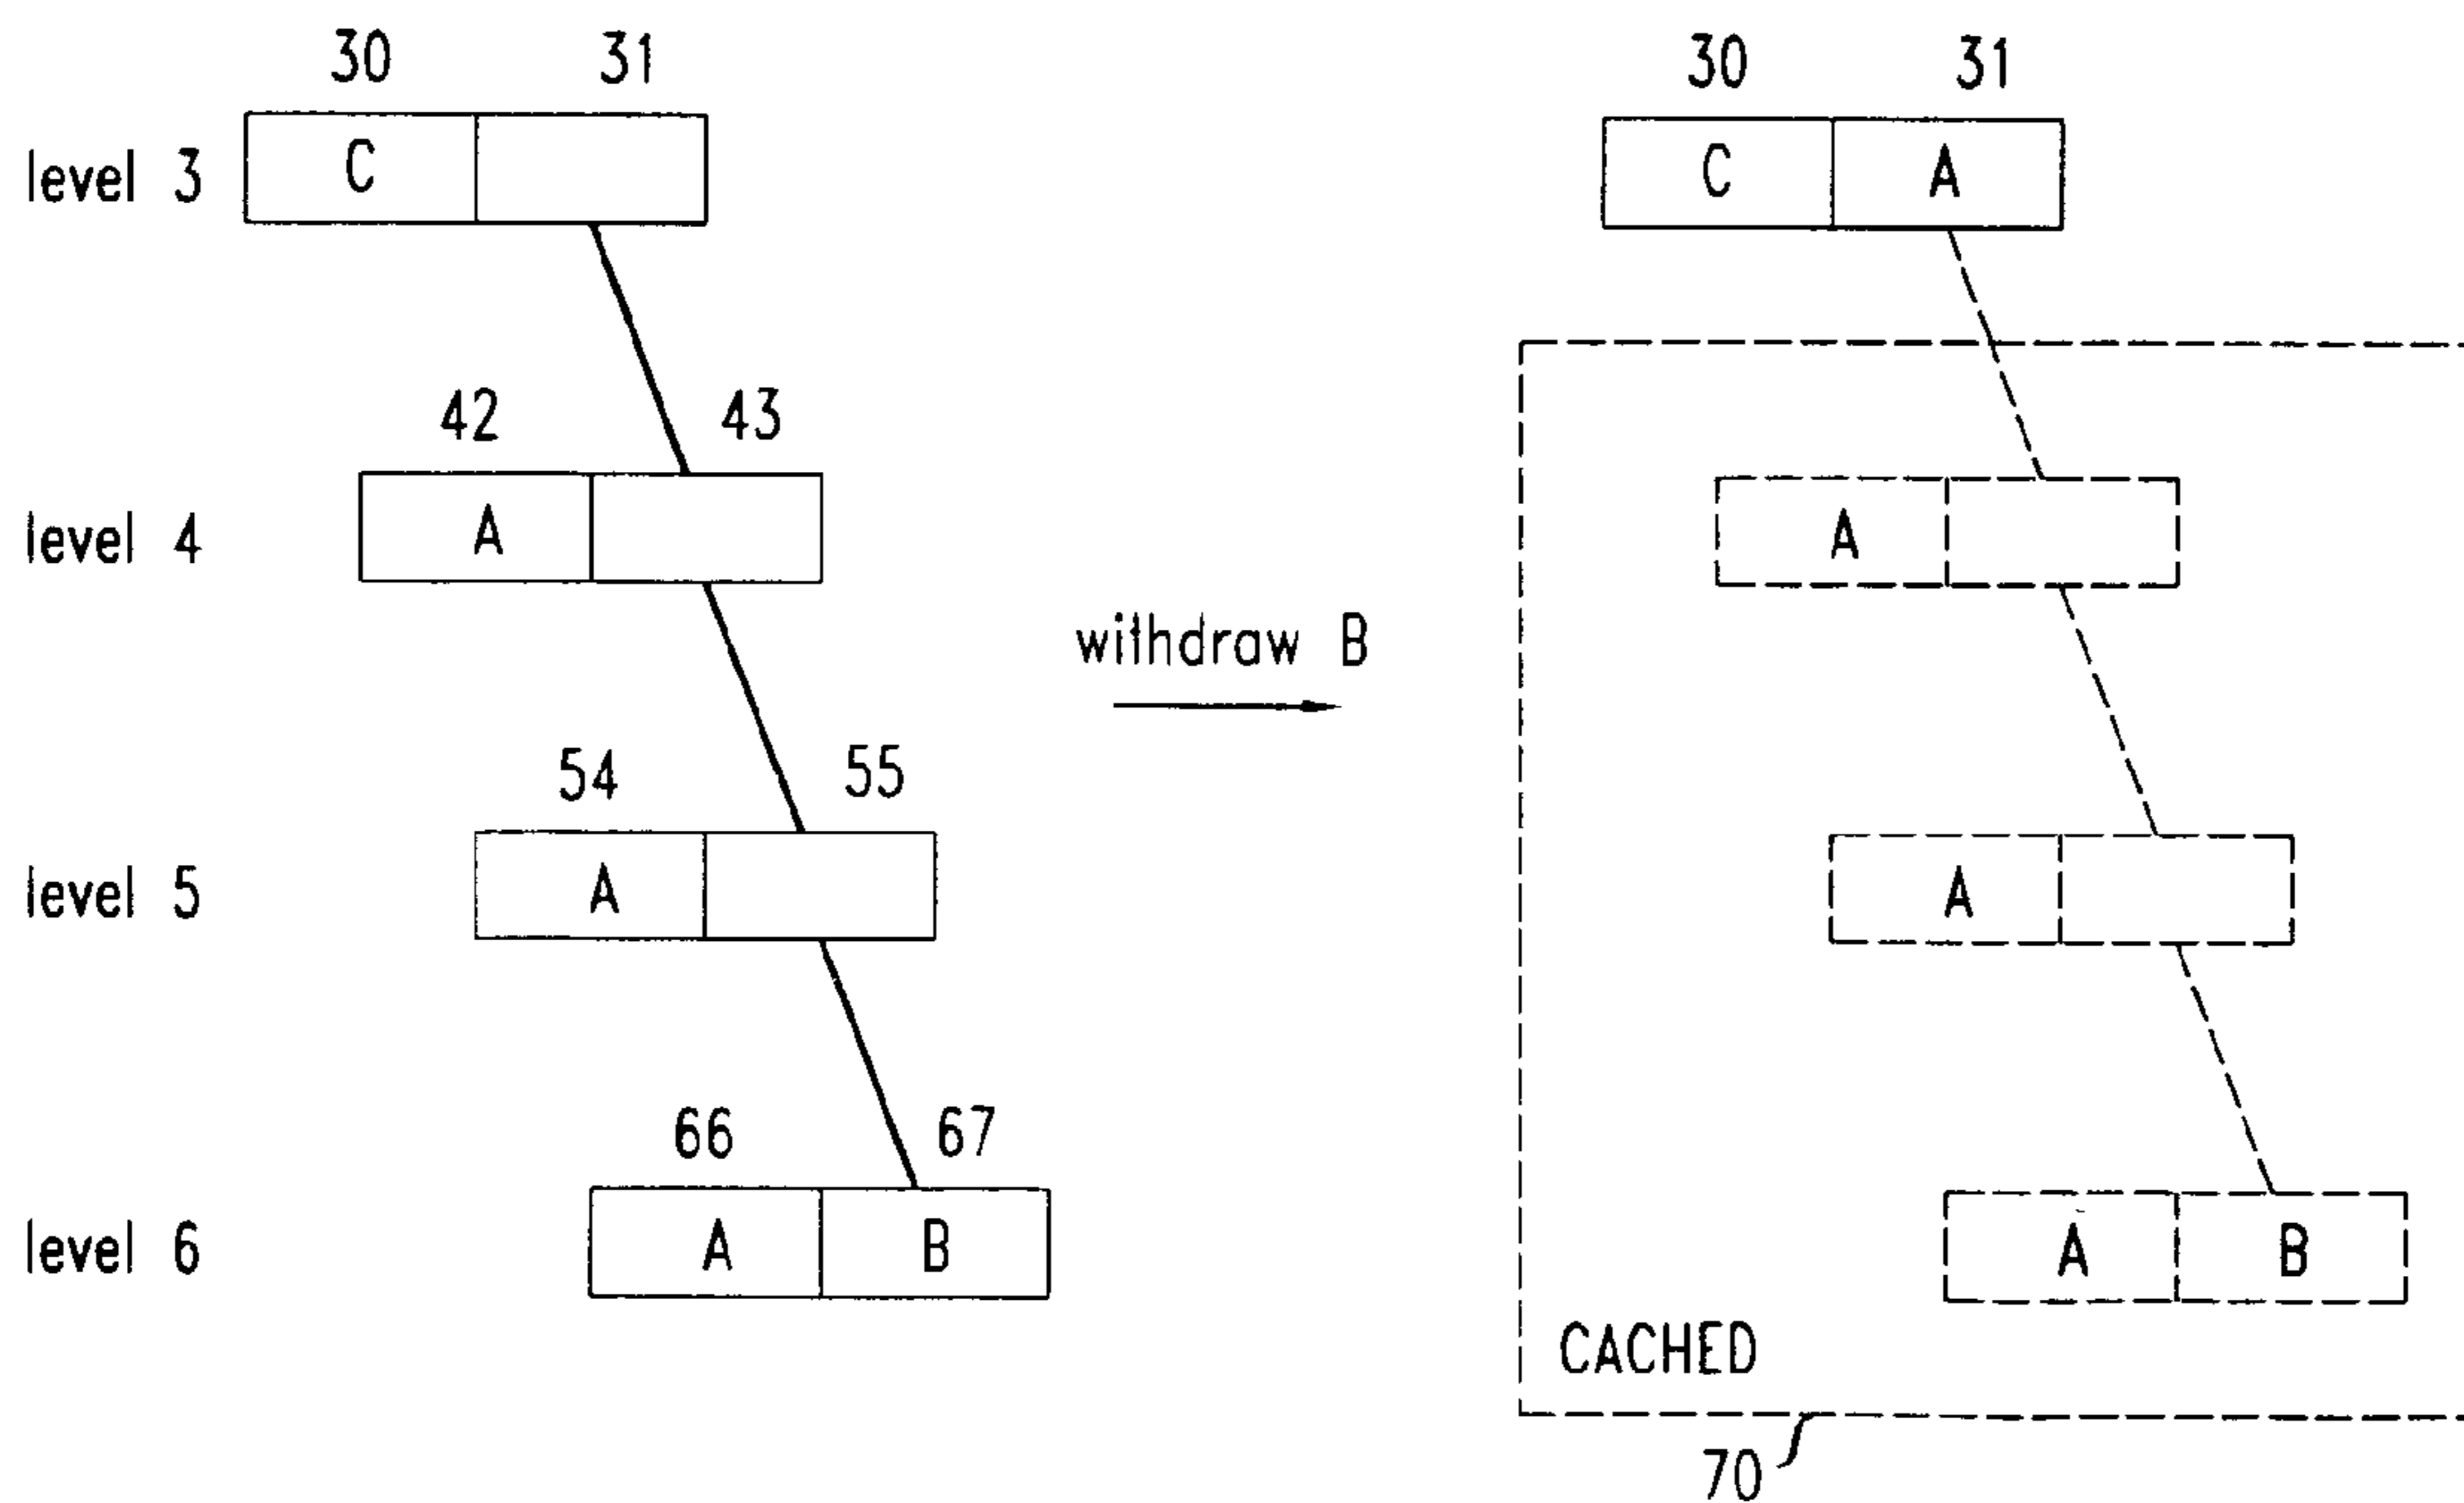 30 31
level 3 C
42 43
level 4 A
54 55
level 5 A
66 67
level 6 A B
withdraw B
30 31
C A
A
A
A B
CACHED
70